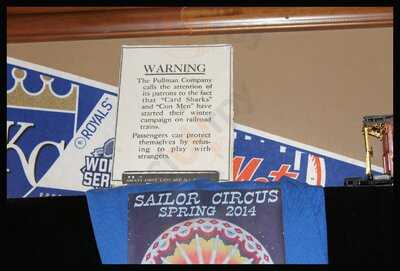 WARNING
The Pullman Company
calls the attention of
its patrons to the fact
that "Card Sharks"
and "Con Men" have
started their winter
campaign on railroad
trains.
Passengers can protect
themselves by refus-
ing to play with
strangers.
ROYALS
KC
WOR
SER
Mets
SAILOR CIRCUS
SPRING 2014